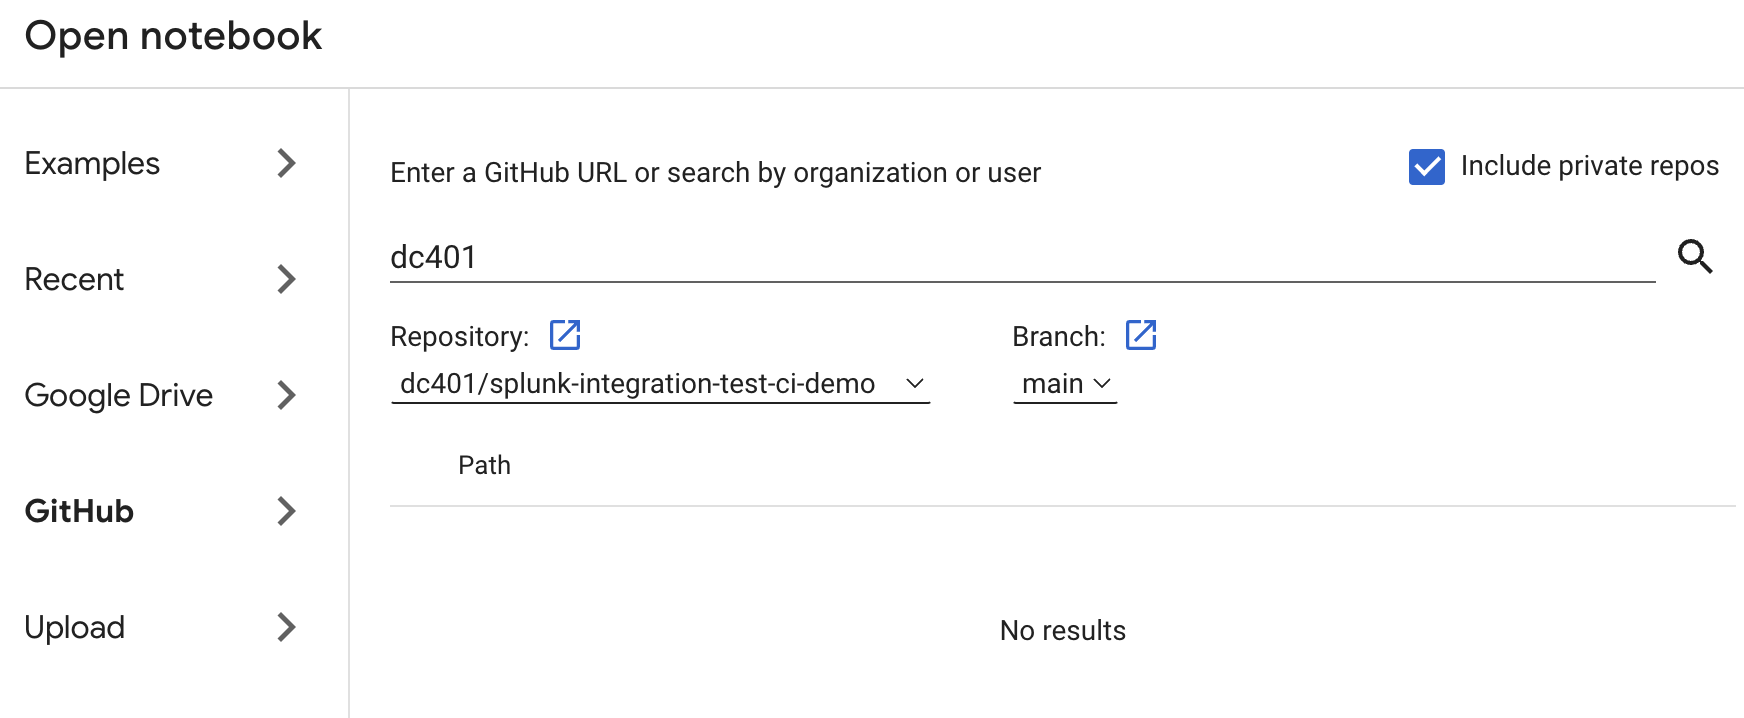 Open notebook
Examples
Recent
Google Drive
GitHub
Upload
Enter a GitHub URL or search by organization or user
Include private repos
dc401
Repository:
Branch:
dc401/splunk-integration-test-ci-demo
main
Path
No results